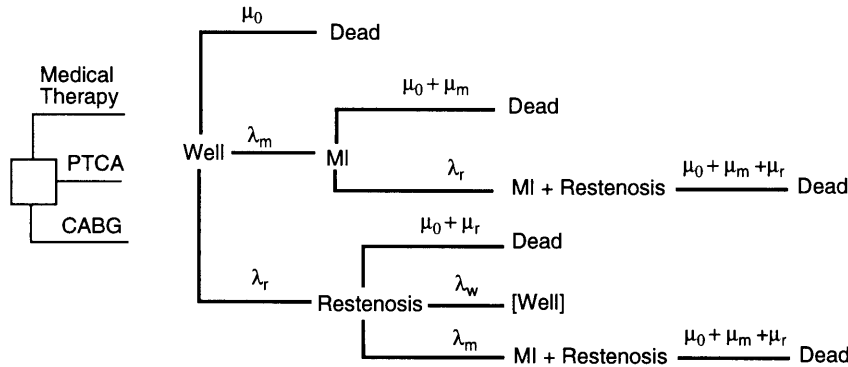 μ₀
Dead
Medical
Therapy
μ₀ + μₘ
Dead
PTCA
Well
λₘ
MI
λᵣ
MI + Restenosis
μ₀ + μₘ +μᵣ
Dead
CABG
μ₀ + μᵣ
Dead
λᵣ
Restenosis
λ_w
[Well]
λₘ
MI + Restenosis
μ₀ + μₘ +μᵣ
Dead